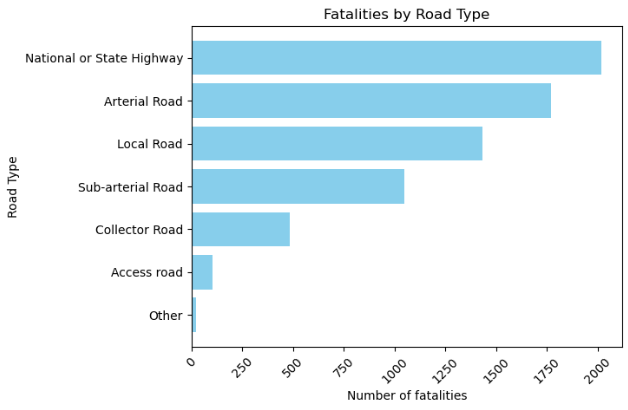 Fatalities by Road Type
National or State Highway
Arterial Road
Local Road
Sub-arterial Road
Collector Road
Access road
Other
Road Type
0
250
500
750
1000
1250
1500
1750
2000
Number of fatalities